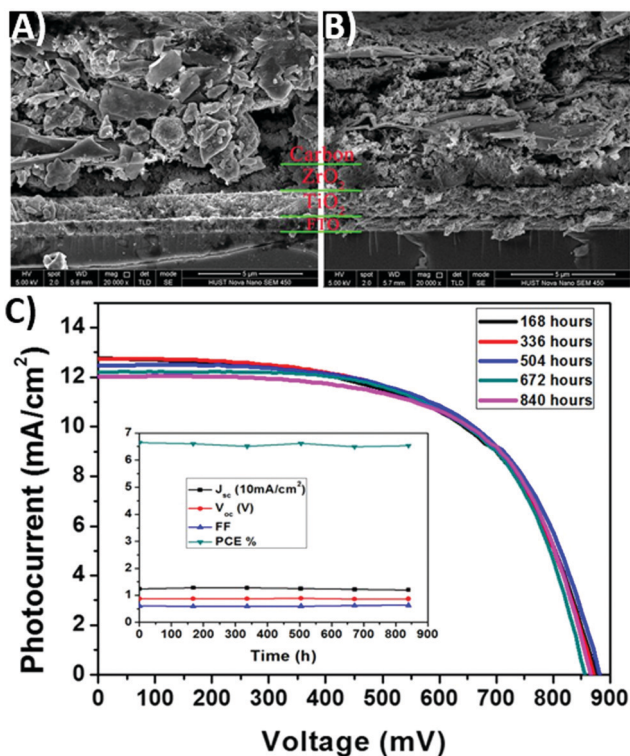 A)
B)
Carbon
ZrO2
TiO2
FTO
HV spot WD mag det mode 5 µm
5.00 kV 2.0 5.6 mm 20 000 x TLD SE HUST Nova Nano SEM 450
HV spot WD mag det mode 5 µm
5.00 kV 2.0 5.7 mm 20 000 x TLD SE HUST Nova Nano SEM 450
C)
14
12
10
8
6
4
2
0
Photocurrent (mA/cm²)
168 hours
336 hours
504 hours
672 hours
840 hours
7
6
5
4
3
2
1
0
Jsc (10mA/cm²)
Voc (V)
FF
PCE %
0 100 200 300 400 500 600 700 800 900
Time (h)
0 100 200 300 400 500 600 700 800 900
Voltage (mV)